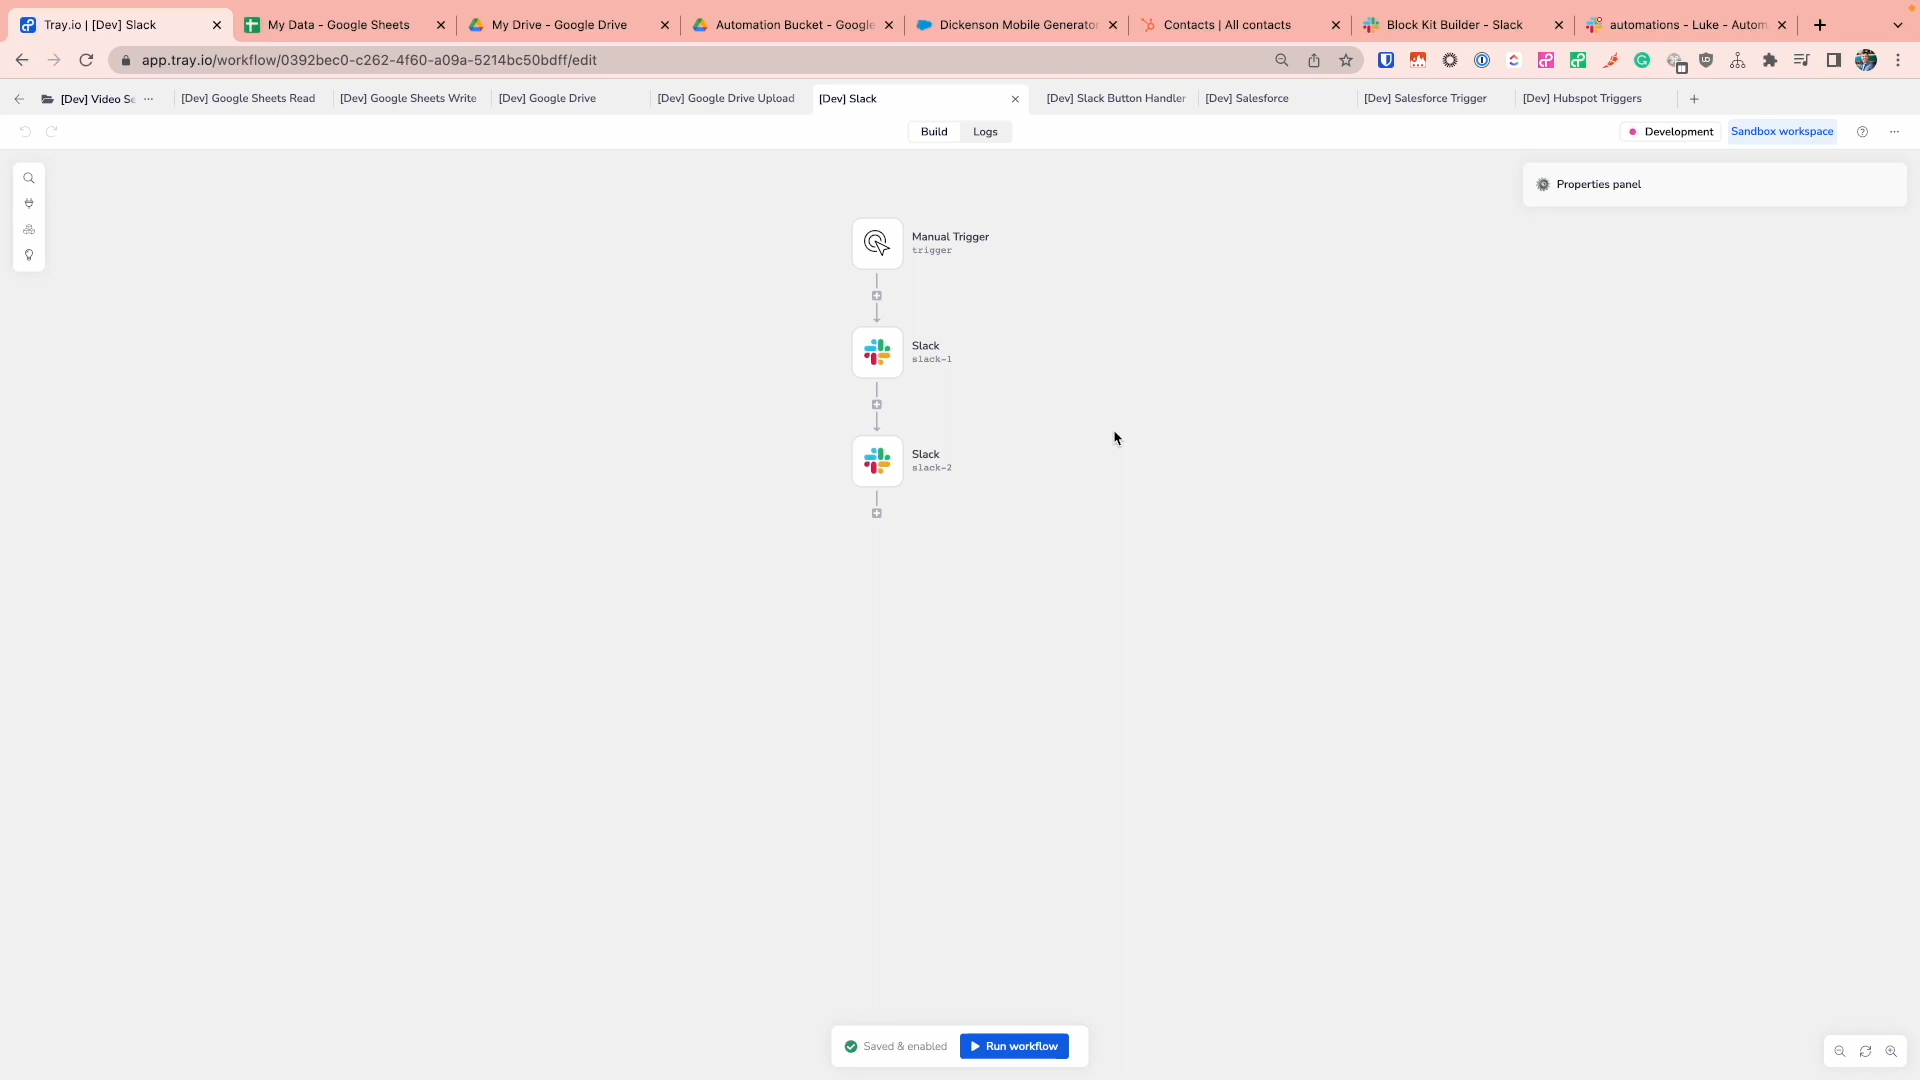 Tray.io | [Dev] Slack
My Data - Google Sheets
My Drive - Google Drive
Automation Bucket - Google
Dickenson Mobile Generator
Contacts | All contacts
Block Kit Builder - Slack
automations - Luke - Autom
app.tray.io/workflow/0392bec0-c262-4f60-a09a-5214bc50bdff/edit
[Dev] Video Se
[Dev] Google Sheets Read
[Dev] Google Sheets Write
[Dev] Google Drive
[Dev] Google Drive Upload
[Dev] Slack
[Dev] Slack Button Handler
[Dev] Salesforce
[Dev] Salesforce Trigger
[Dev] Hubspot Triggers
Build
Logs
Development
Sandbox workspace
Properties panel
Manual Trigger
trigger
Slack
slack-1
Slack
slack-2
Saved & enabled
Run workflow